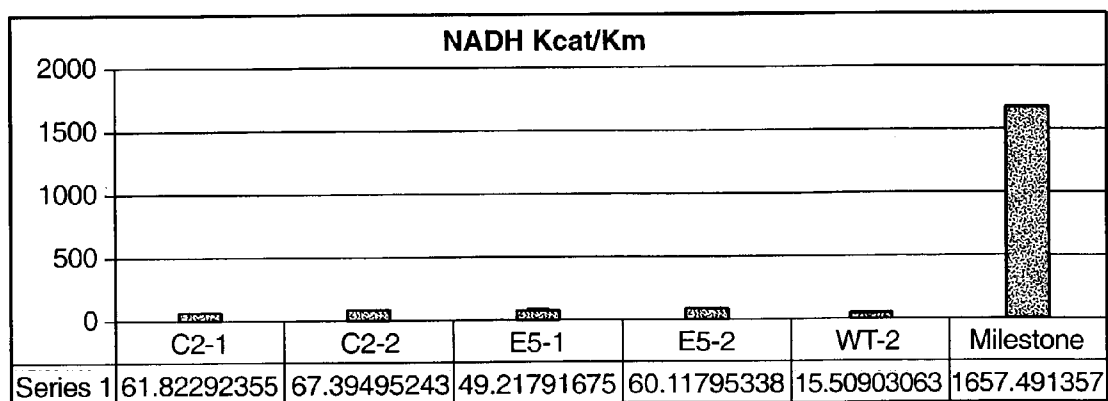 NADH Kcat/Km
2000
1500
1000
500
0
C2-1 C2-2 E5-1 E5-2 WT-2 Milestone
Series 1 61.82292355 67.39495243 49.21791675 60.11795338 15.50903063 1657.491357